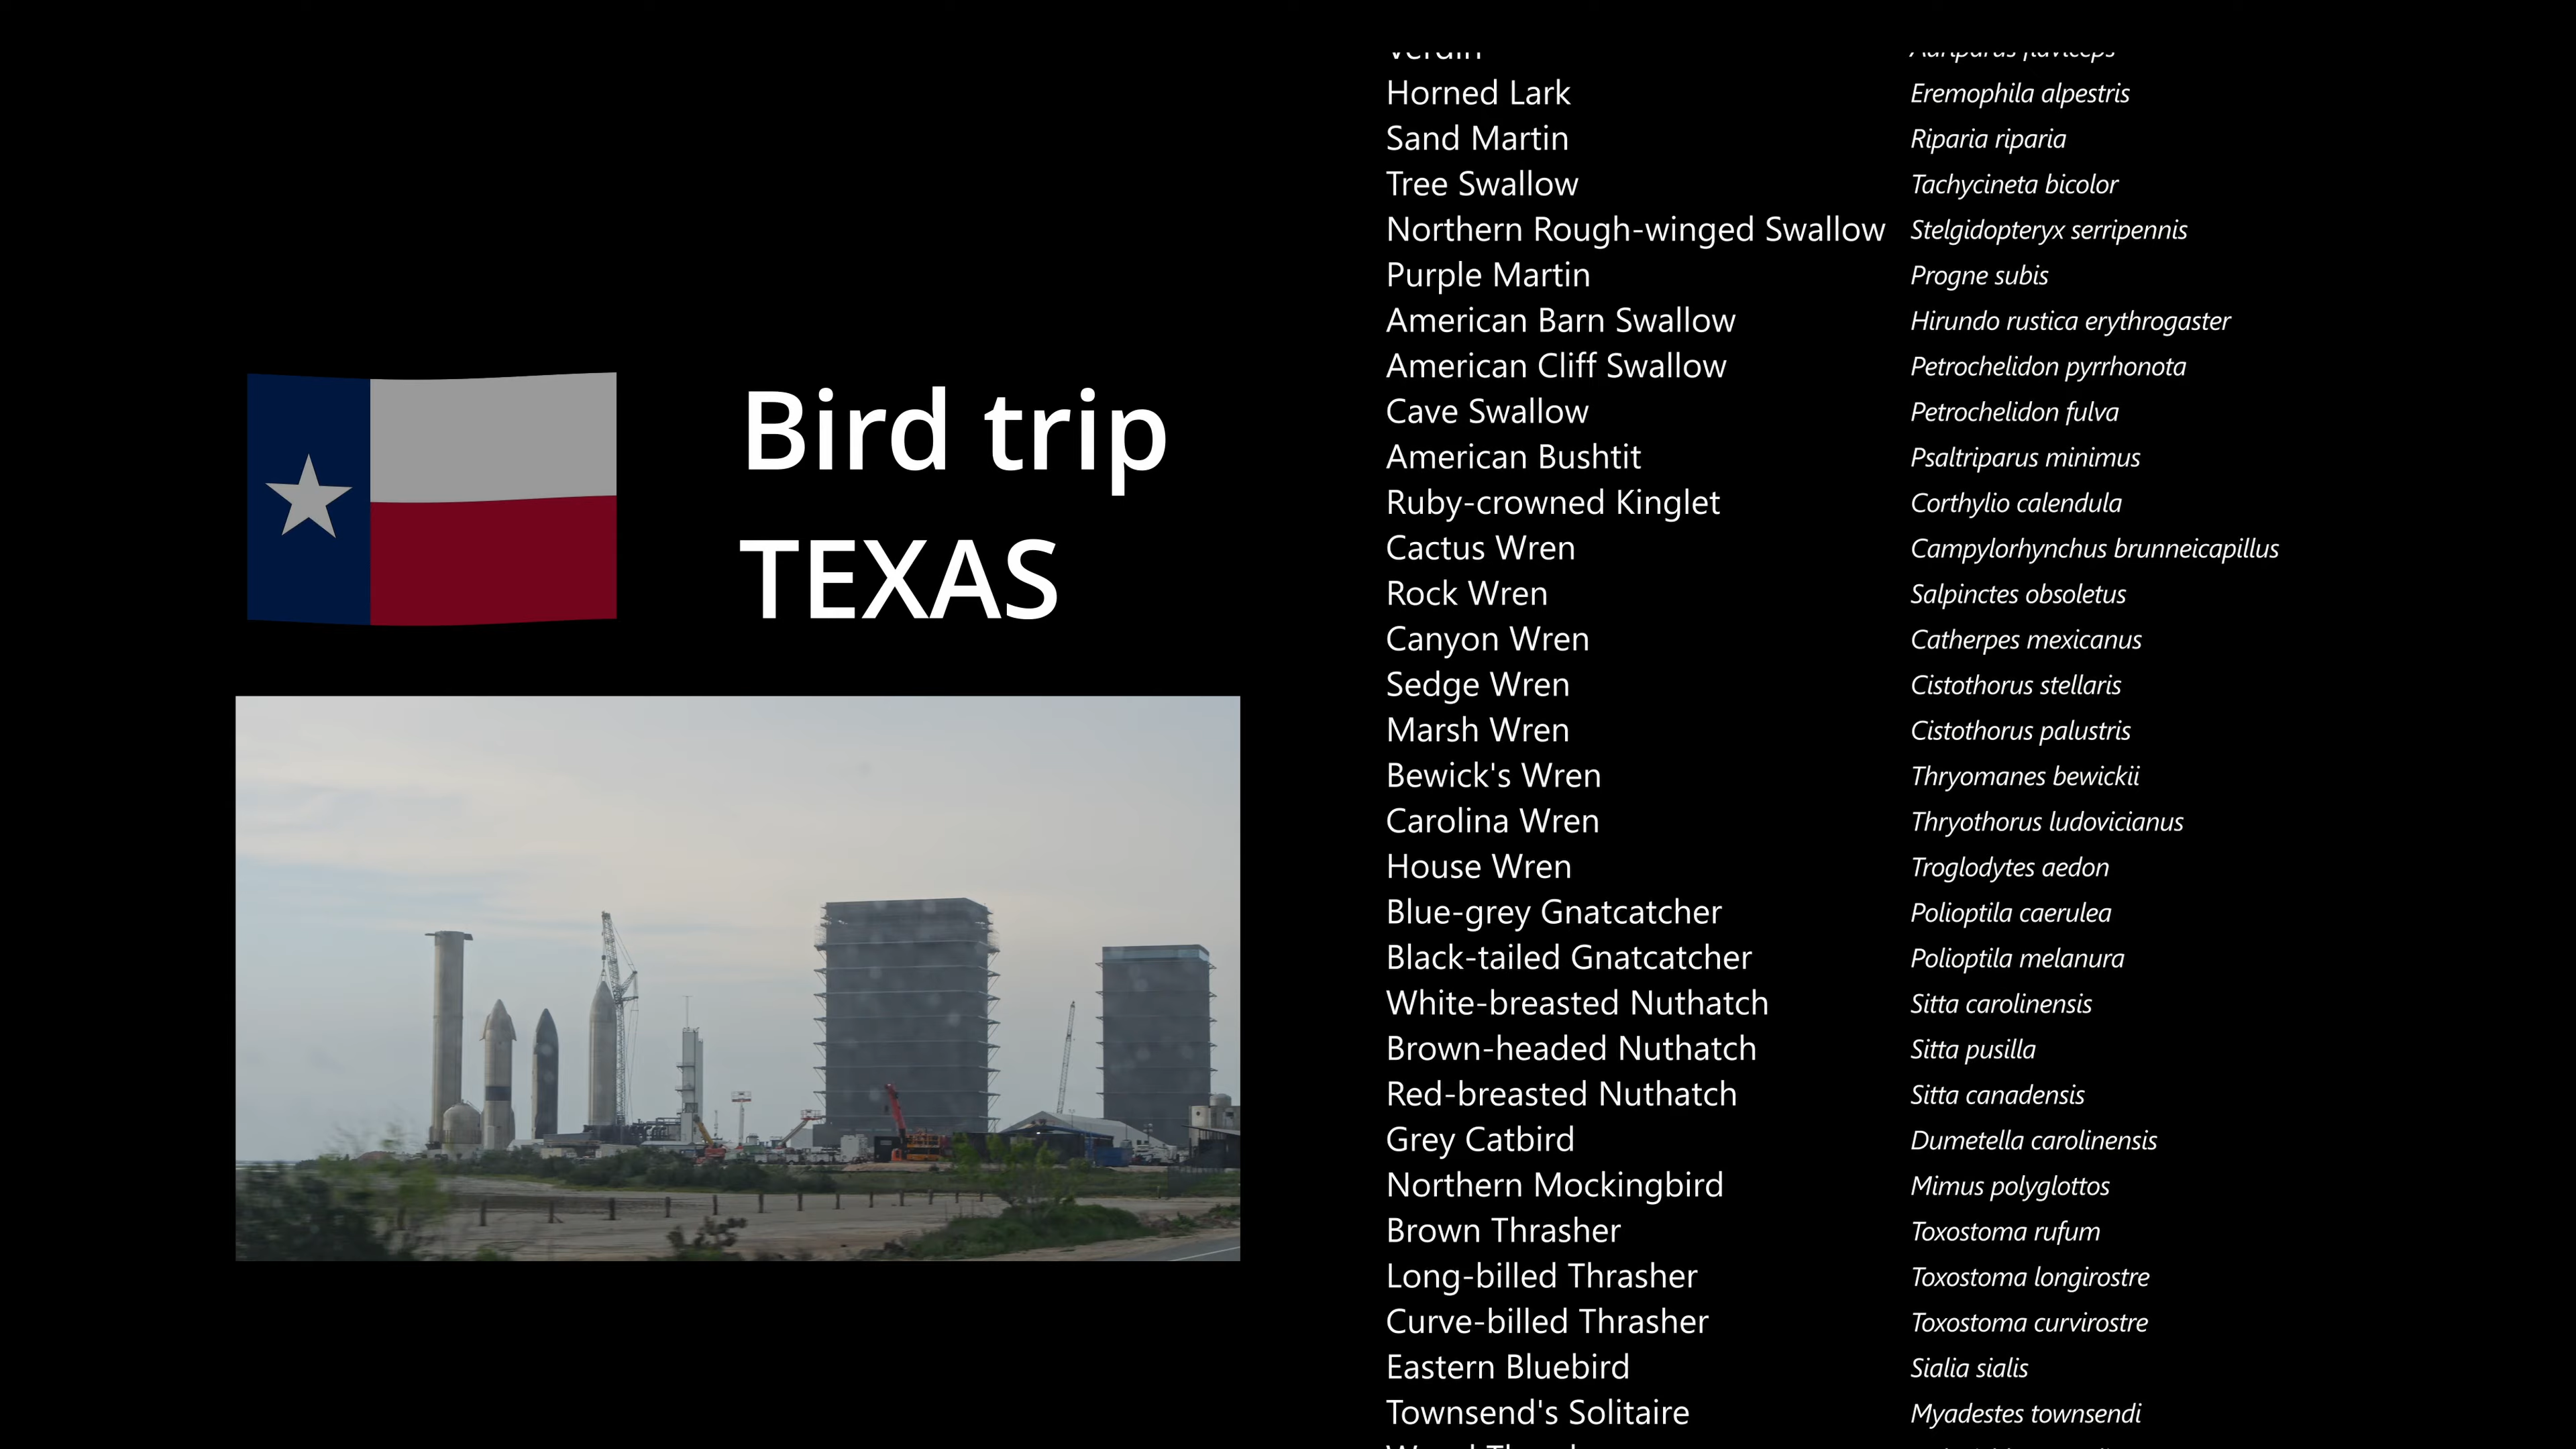 Bird trip
TEXAS
Verdin Auriparus flaviceps
Horned Lark Eremophila alpestris
Sand Martin Riparia riparia
Tree Swallow Tachycineta bicolor
Northern Rough-winged Swallow Stelgidopteryx serripennis
Purple Martin Progne subis
American Barn Swallow Hirundo rustica erythrogaster
American Cliff Swallow Petrochelidon pyrrhonota
Cave Swallow Petrochelidon fulva
American Bushtit Psaltriparus minimus
Ruby-crowned Kinglet Corthylio calendula
Cactus Wren Campylorhynchus brunneicapillus
Rock Wren Salpinctes obsoletus
Canyon Wren Catherpes mexicanus
Sedge Wren Cistothorus stellaris
Marsh Wren Cistothorus palustris
Bewick's Wren Thryomanes bewickii
Carolina Wren Thryothorus ludovicianus
House Wren Troglodytes aedon
Blue-grey Gnatcatcher Polioptila caerulea
Black-tailed Gnatcatcher Polioptila melanura
White-breasted Nuthatch Sitta carolinensis
Brown-headed Nuthatch Sitta pusilla
Red-breasted Nuthatch Sitta canadensis
Grey Catbird Dumetella carolinensis
Northern Mockingbird Mimus polyglottos
Brown Thrasher Toxostoma rufum
Long-billed Thrasher Toxostoma longirostre
Curve-billed Thrasher Toxostoma curvirostre
Eastern Bluebird Sialia sialis
Townsend's Solitaire Myadestes townsendi